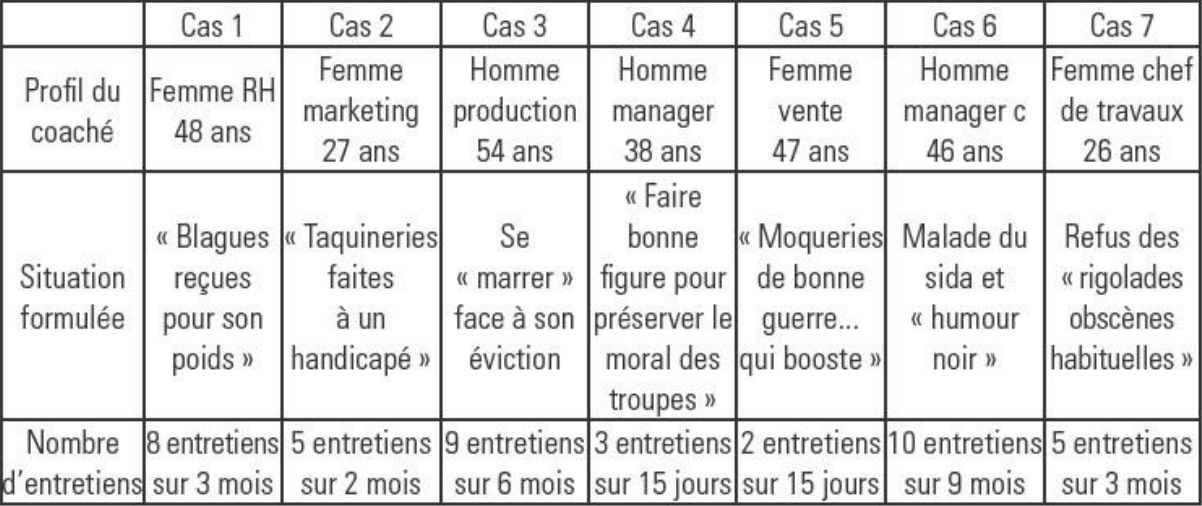 Cas 1 Cas 2 Cas 3 Cas 4 Cas 5 Cas 6 Cas 7
Profil du
coaché
Femme RH
48 ans
Femme
marketing
27 ans
Homme
production
54 ans
Homme
manager
38 ans
Femme
vente
47 ans
Homme
manager c
46 ans
Femme chef
de travaux
26 ans
Situation
formulée
« Blagues
reçues
pour son
poids »
« Taquineries
faites
à un
handicapé »
Se
« marrer »
face à son
éviction
« Faire
bonne
figure pour
préserver le
moral des
troupes »
« Moqueries
de bonne
guerre...
qui booste »
Malade du
sida et
« humour
noir »
Refus des
« rigolades
obscènes
habituelles »
Nombre
d'entretiens
8 entretiens
sur 3 mois
5 entretiens
sur 2 mois
9 entretiens
sur 6 mois
3 entretiens
sur 15 jours
2 entretiens
sur 15 jours
10 entretiens
sur 9 mois
5 entretiens
sur 3 mois